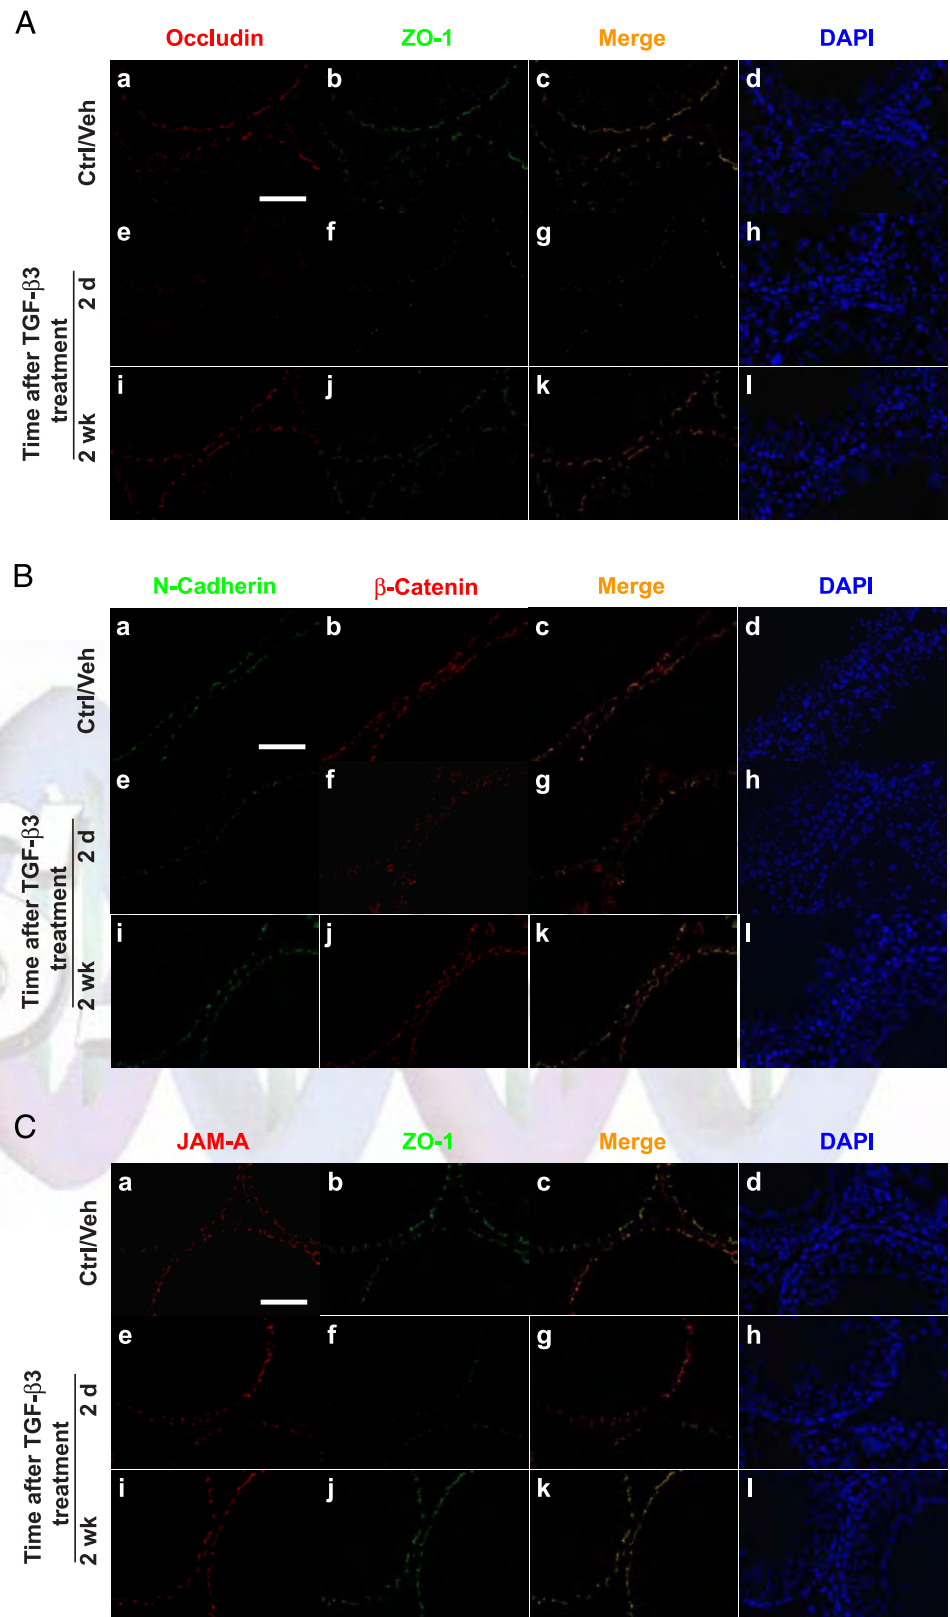 A
Occludin ZO-1 Merge DAPI
Ctrl/Veh
a b c d
Time after TGF-β3 treatment
2 d
e f g h
2 wk
i j k l
B
N-Cadherin β-Catenin Merge DAPI
Ctrl/Veh
a b c d
Time after TGF-β3 treatment
2 d
e f g h
2 wk
i j k l
C
JAM-A ZO-1 Merge DAPI
Ctrl/Veh
a b c d
Time after TGF-β3 treatment
2 d
e f g h
2 wk
i j k l